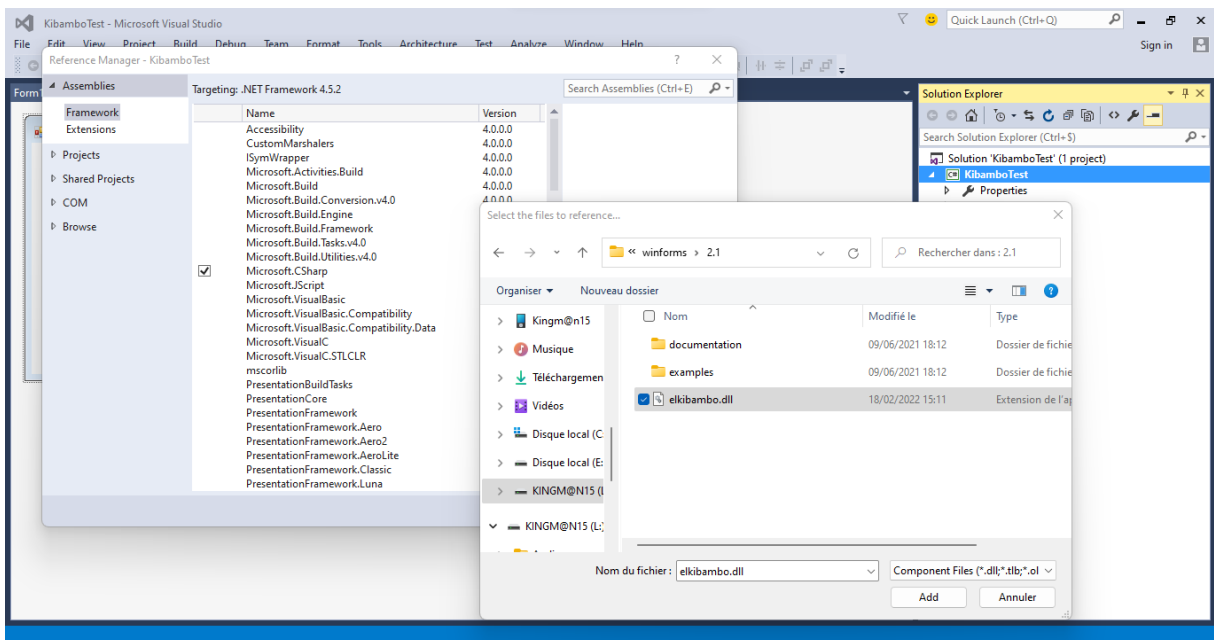 KibamboTest - Microsoft Visual Studio
Quick Launch (Ctrl+Q)
File Edit View Project Build Debug Team Format Tools Architecture Test Analyze Window Help
Sign in
Reference Manager - KibamboTest
? ×
Form
Assemblies
Framework
Extensions
Projects
Shared Projects
COM
Browse
Targeting: .NET Framework 4.5.2
Search Assemblies (Ctrl+E)
Name Version
Accessibility 4.0.0.0
CustomMarshalers 4.0.0.0
ISymWrapper 4.0.0.0
Microsoft.Activities.Build 4.0.0.0
Microsoft.Build 4.0.0.0
Microsoft.Build.Conversion.v4.0 4.0.0.0
Microsoft.Build.Engine
Microsoft.Build.Framework
Microsoft.Build.Tasks.v4.0
Microsoft.Build.Utilities.v4.0
Microsoft.CSharp
Microsoft.JScript
Microsoft.VisualBasic
Microsoft.VisualBasic.Compatibility
Microsoft.VisualBasic.Compatibility.Data
Microsoft.VisualC
Microsoft.VisualC.STLCLR
mscorlib
PresentationBuildTasks
PresentationCore
PresentationFramework
PresentationFramework.Aero
PresentationFramework.Aero2
PresentationFramework.AeroLite
PresentationFramework.Classic
PresentationFramework.Luna
Solution Explorer
Search Solution Explorer (Ctrl+$)
Solution 'KibamboTest' (1 project)
C# KibamboTest
Properties
Select the files to reference...
« winforms > 2.1
Rechercher dans : 2.1
Organiser Nouveau dossier
Kingm@n15
Musique
Téléchargemen
Vidéos
Disque local (C
Disque local (E:
KINGM@N15 (L
KINGM@N15 (L:)
Nom Modifié le Type
documentation 09/06/2021 18:12 Dossier de fichie
examples 09/06/2021 18:12 Dossier de fichie
elkibambo.dll 18/02/2022 15:11 Extension de l'ap
Nom du fichier : elkibambo.dll
Component Files (*.dll;*.tlb;*.ol
Add Annuler